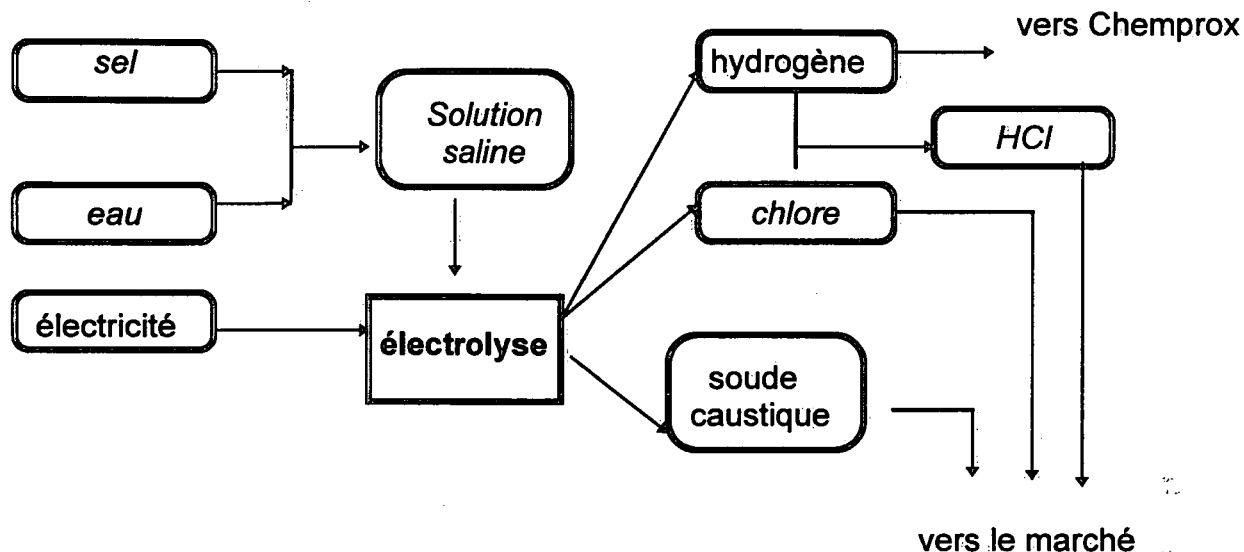 vers Chemprox
sel
hydrogène
Solution
saline
HCl
eau
chlore
électricité
électrolyse
soude
caustique
vers le marché